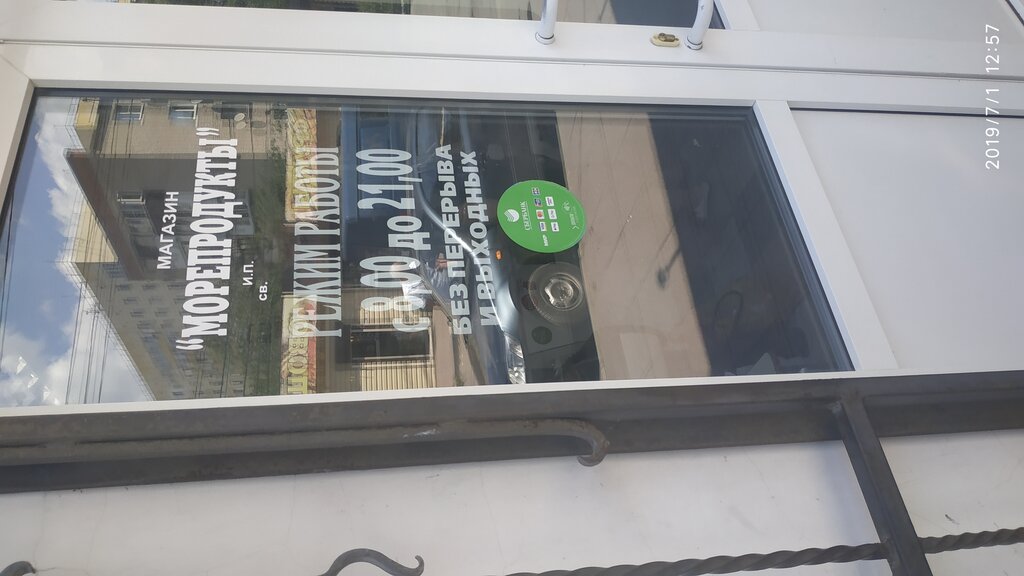 МАГАЗИН
"МОРЕПРОДУКТЫ"
И.П.
СВ.
РЕЖИМ РАБОТЫ
с 8,00 до 21,00
БЕЗ ПЕРЕРЫВА
И ВЫХОДНЫХ
СБЕРБАНК
2019/7/1 12:57